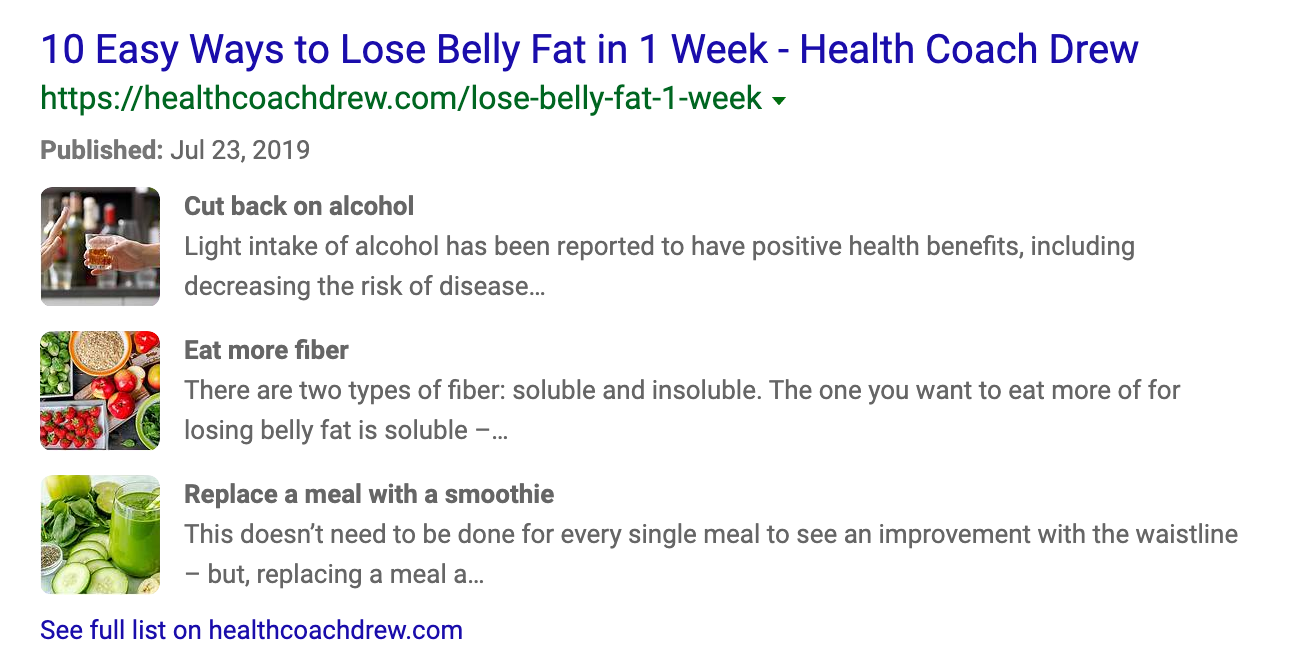 10 Easy Ways to Lose Belly Fat in 1 Week - Health Coach Drew
https://healthcoachdrew.com/lose-belly-fat-1-week
Published: Jul 23, 2019
Cut back on alcohol
Light intake of alcohol has been reported to have positive health benefits, including
decreasing the risk of disease…
Eat more fiber
There are two types of fiber: soluble and insoluble. The one you want to eat more of for
losing belly fat is soluble –…
Replace a meal with a smoothie
This doesn’t need to be done for every single meal to see an improvement with the waistline
– but, replacing a meal a…
See full list on healthcoachdrew.com